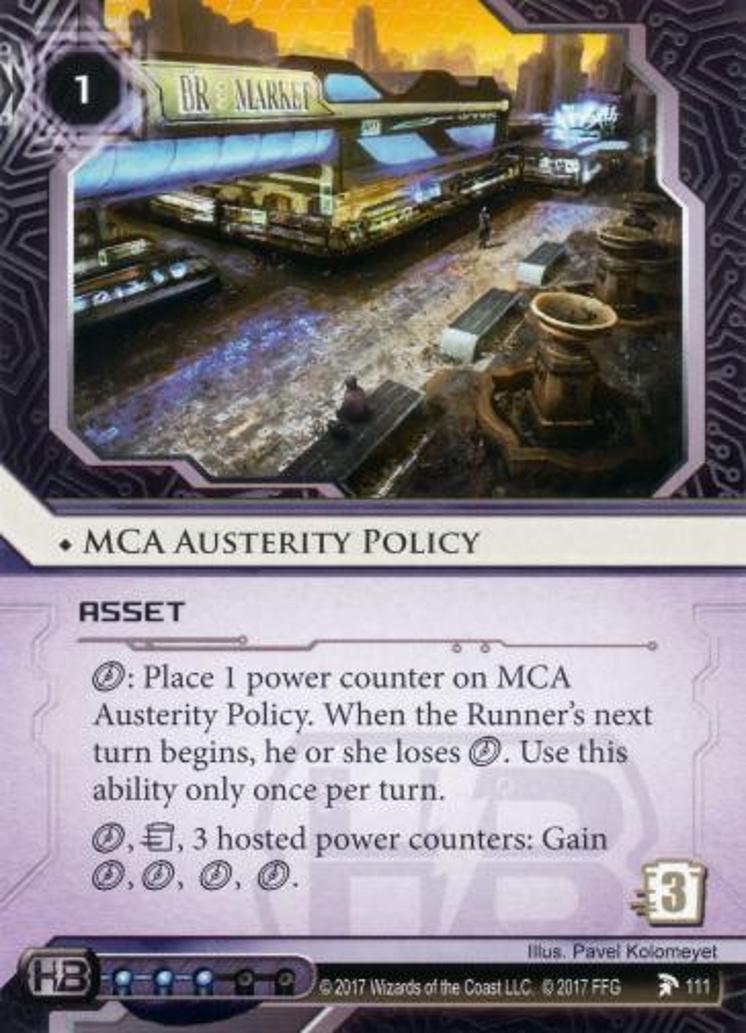 1
BR MARKET
MCA AUSTERITY POLICY
ASSET
: Place 1 power counter on MCA
Austerity Policy. When the Runner's next
turn begins, he or she loses . Use this
ability only once per turn.
, , 3 hosted power counters: Gain
, , , .
3
Illus. Pavel Kolomeyet
HB
© 2017 Wizards of the Coast LLC. © 2017 FFG
111